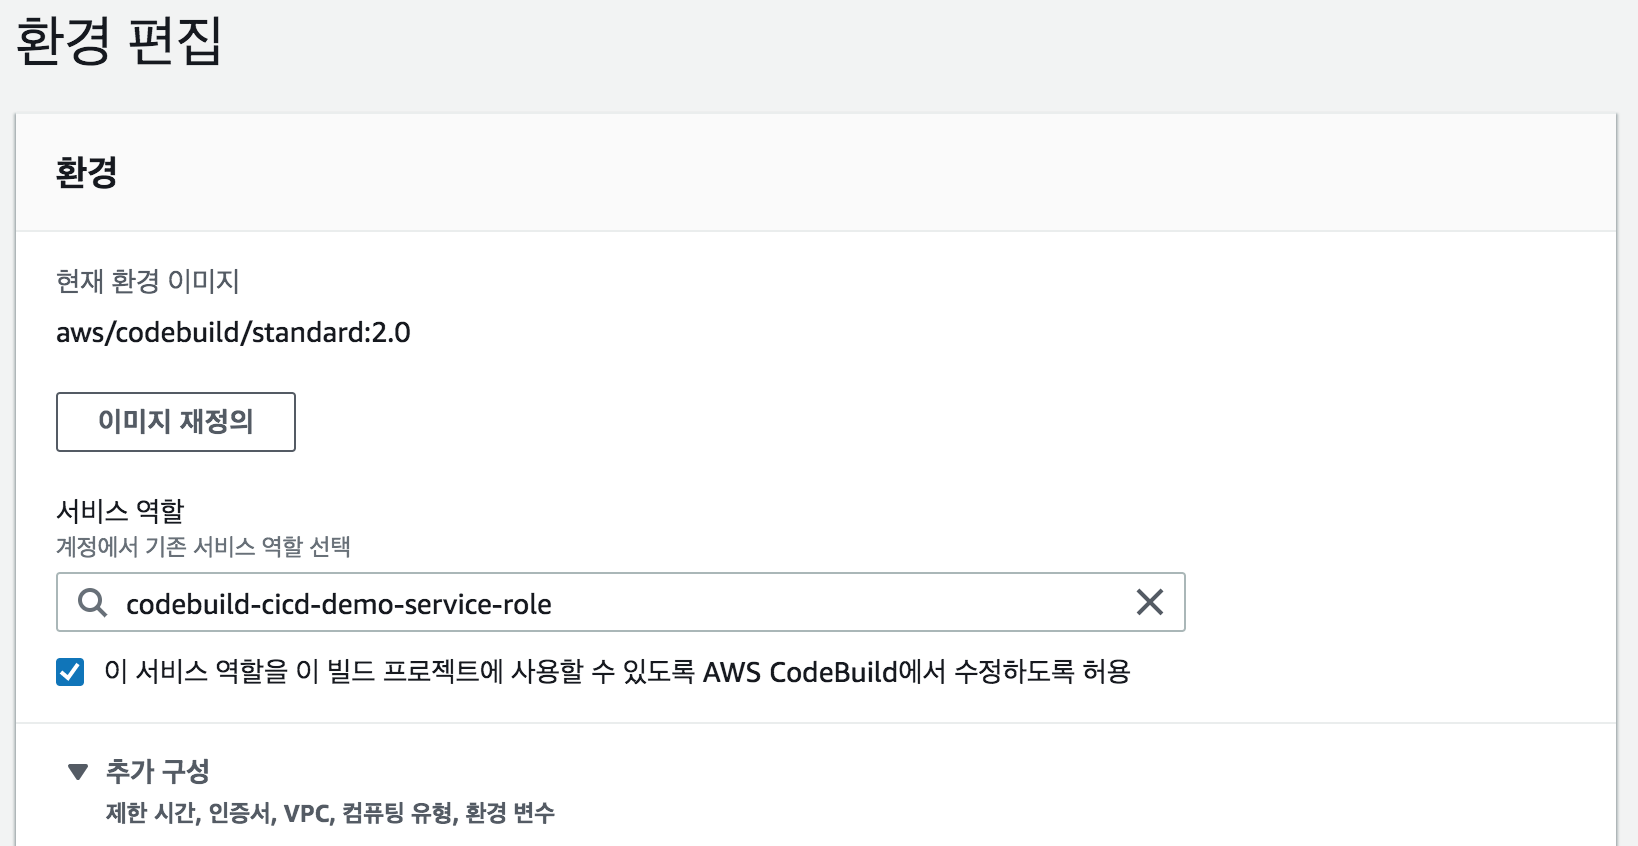 환경 편집
환경
현재 환경 이미지
aws/codebuild/standard:2.0
이미지 재정의
서비스 역할
계정에서 기존 서비스 역할 선택
codebuild-cicd-demo-service-role
이 서비스 역할을 이 빌드 프로젝트에 사용할 수 있도록 AWS CodeBuild에서 수정하도록 허용
추가 구성
제한 시간, 인증서, VPC, 컴퓨팅 유형, 환경 변수